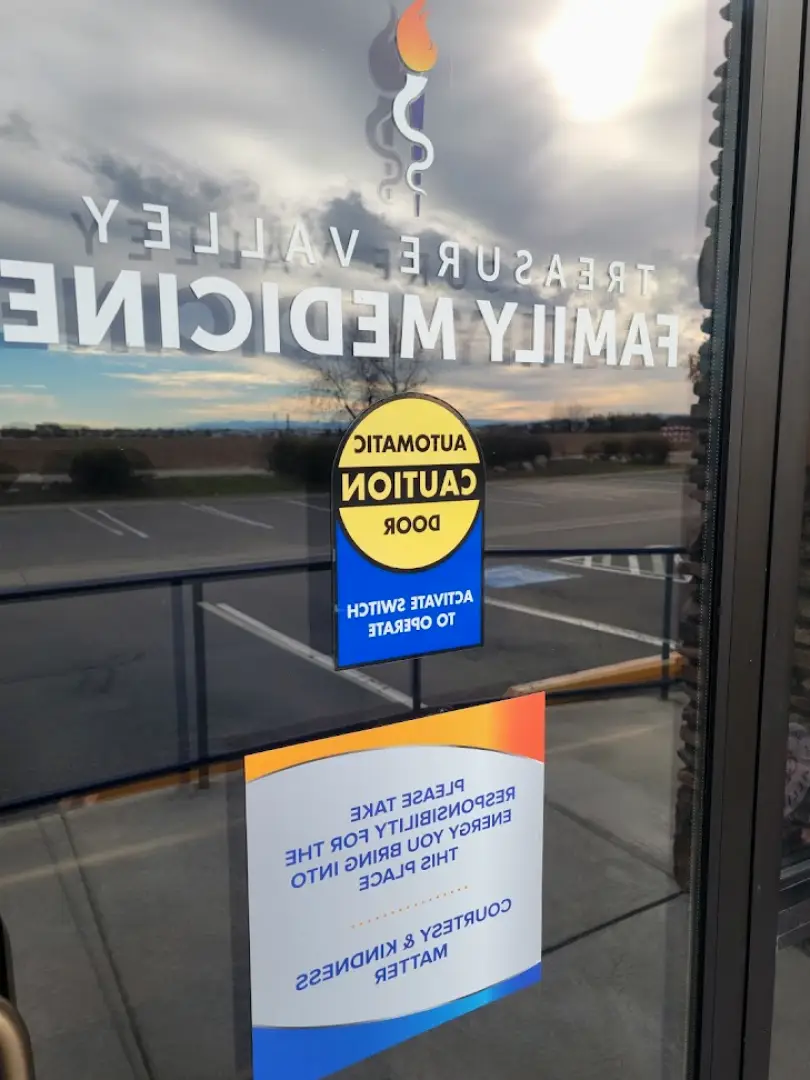 TREASURE VALLEY
FAMILY MEDICINE
AUTOMATIC
CAUTION
DOOR
ACTIVATE SWITCH
TO OPERATE
PLEASE TAKE
RESPONSIBILITY FOR THE
ENERGY YOU BRING INTO
THIS PLACE
COURTESY & KINDNESS
MATTER